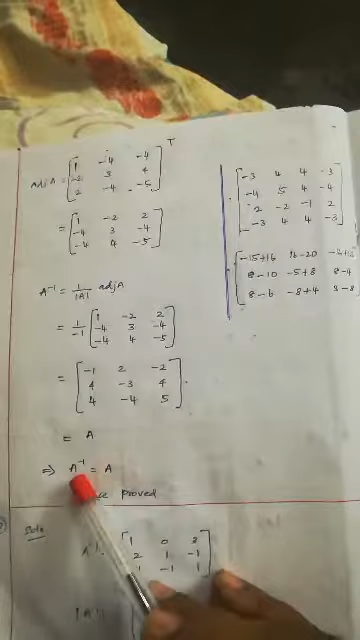 Adj A = [1 -4 -4]T
[-2 3 4]
[2 -4 -5]
= [1 -2 2]
[-4 3 -4]
[-4 4 -5]
A⁻¹ = 1/|A| adj A
= 1/-1 [1 -2 2]
[-4 3 -4]
[-4 4 -5]
= [-1 2 -2]
[4 -3 4]
[4 -4 5].
= A
⇒ A⁻¹ = A
proved
[-3 4 4 -3]
[-4 5 4 -4]
[2 -2 -1 2]
[-3 4 4 -3]
[-15+16 16-20
8-10 -5+8 8-4
8-6 -8+4 3-8
Soln
A⁻¹ = [1 0 2]
[2 1 -1]
-1 1]
|A|